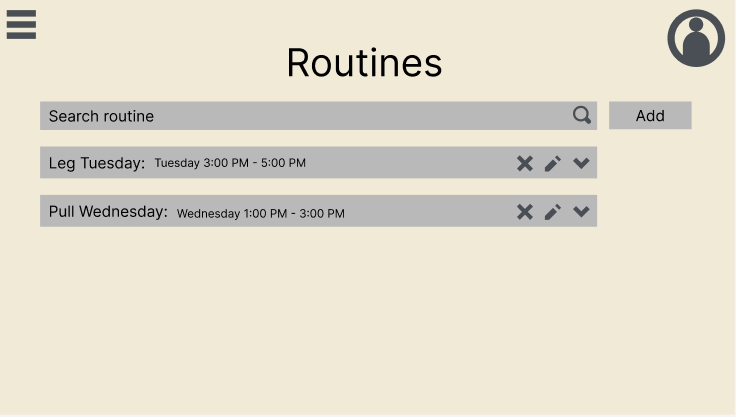 Routines
Search routine
Add
Leg Tuesday: Tuesday 3:00 PM - 5:00 PM
Pull Wednesday: Wednesday 1:00 PM - 3:00 PM